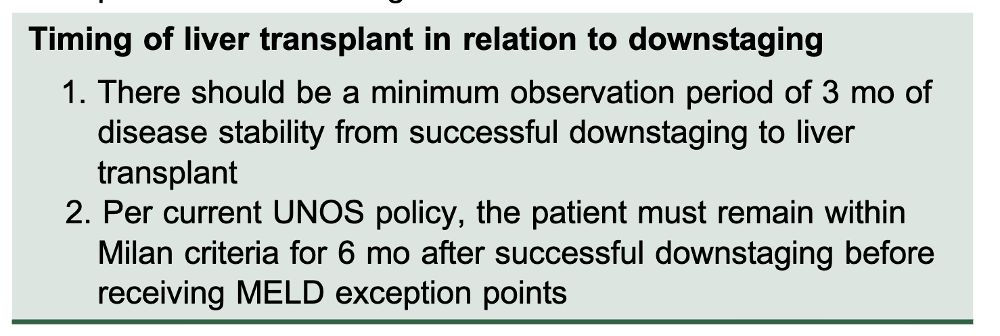 Timing of liver transplant in relation to downstaging
1. There should be a minimum observation period of 3 mo of
disease stability from successful downstaging to liver
transplant
2. Per current UNOS policy, the patient must remain within
Milan criteria for 6 mo after successful downstaging before
receiving MELD exception points